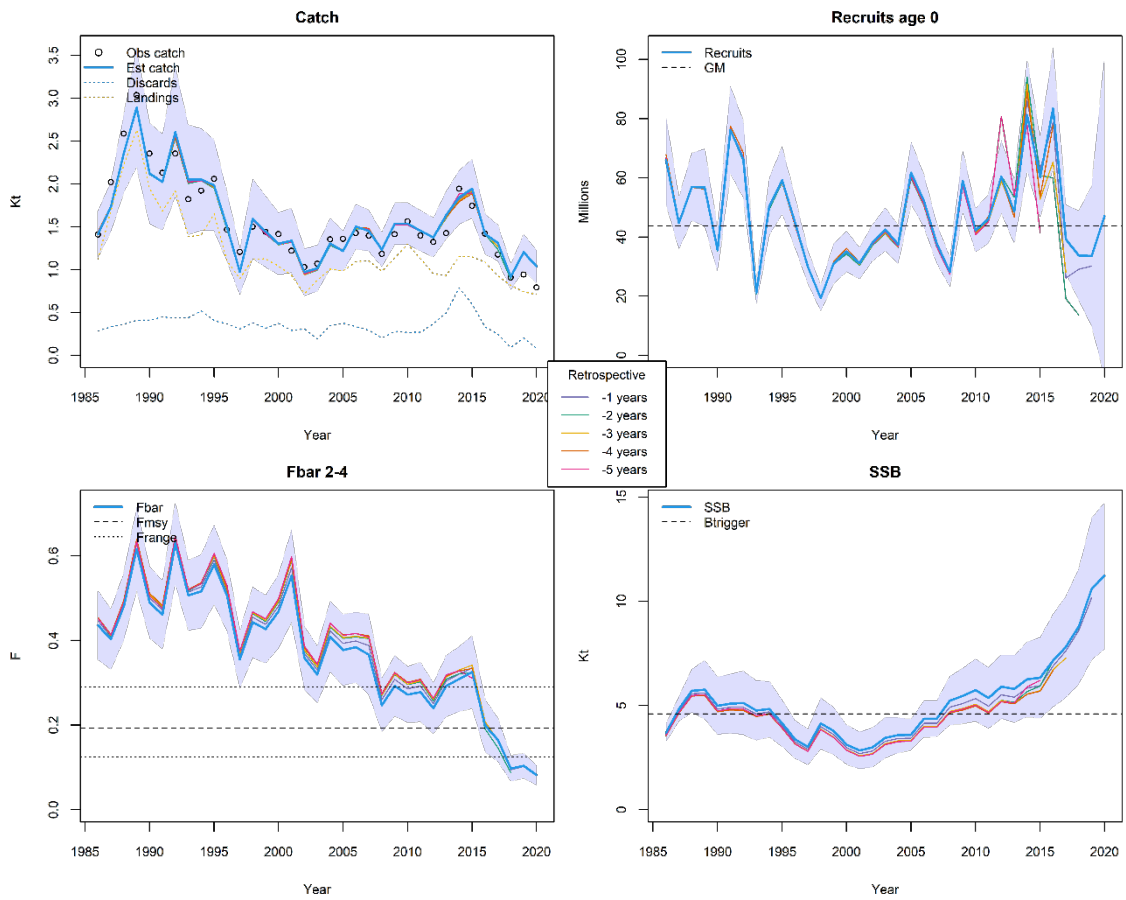 Catch
Obs catch
Est catch
Discards
Landings
Kt
0.0 0.5 1.0 1.5 2.0 2.5 3.0 3.5
1985 1990 1995 2000 2005 2010 2015 2020
Year
Recruits age 0
Recruits
GM
Millions
0 20 40 60 80 100
1990 1995 2000 2005 2010 2015 2020
Year
Retrospective
-1 years
-2 years
-3 years
-4 years
-5 years
Fbar 2-4
Fbar
Fmsy
Frange
F
0.0 0.2 0.4 0.6
1985 1990 1995 2000 2005 2010 2015 2020
Year
SSB
SSB
Btrigger
Kt
0 5 10 15
1985 1990 1995 2000 2005 2010 2015 2020
Year